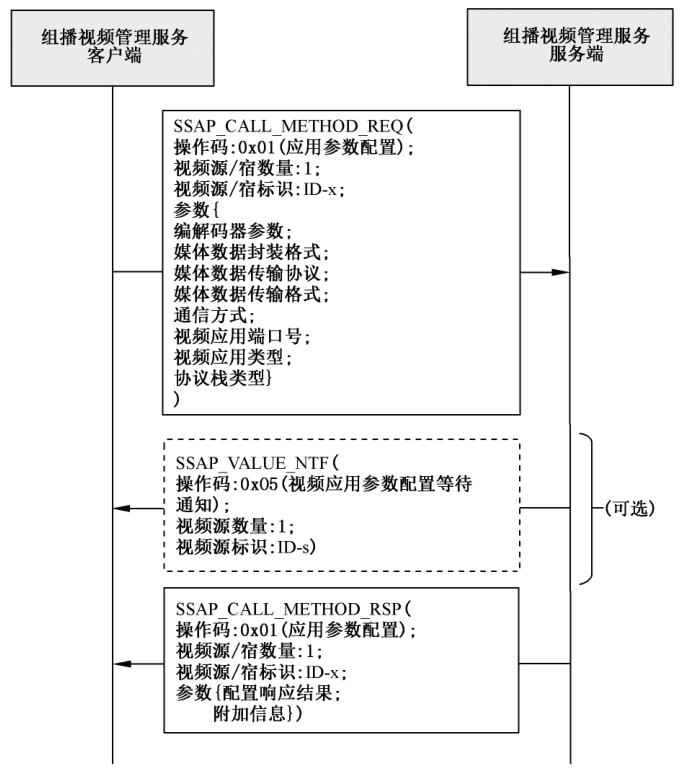 组播视频管理服务
客户端
组播视频管理服务
服务端
SSAP_CALL_METHOD_REQ(
操作码:0x01(应用参数配置);
视频源/宿数量:1;
视频源/宿标识:ID-x;
参数{
编解码器参数;
媒体数据封装格式;
媒体数据传输协议;
媒体数据传输格式;
通信方式;
视频应用端口号;
视频应用类型;
协议栈类型}
)
SSAP_VALUE_NTF(
操作码:0x05(视频应用参数配置等待
通知);
视频源数量:1;
视频源标识:ID-s)
(可选)
SSAP_CALL_METHOD_RSP(
操作码:0x01(应用参数配置);
视频源/宿数量:1;
视频源/宿标识:ID-x;
参数{配置响应结果;
附加信息})